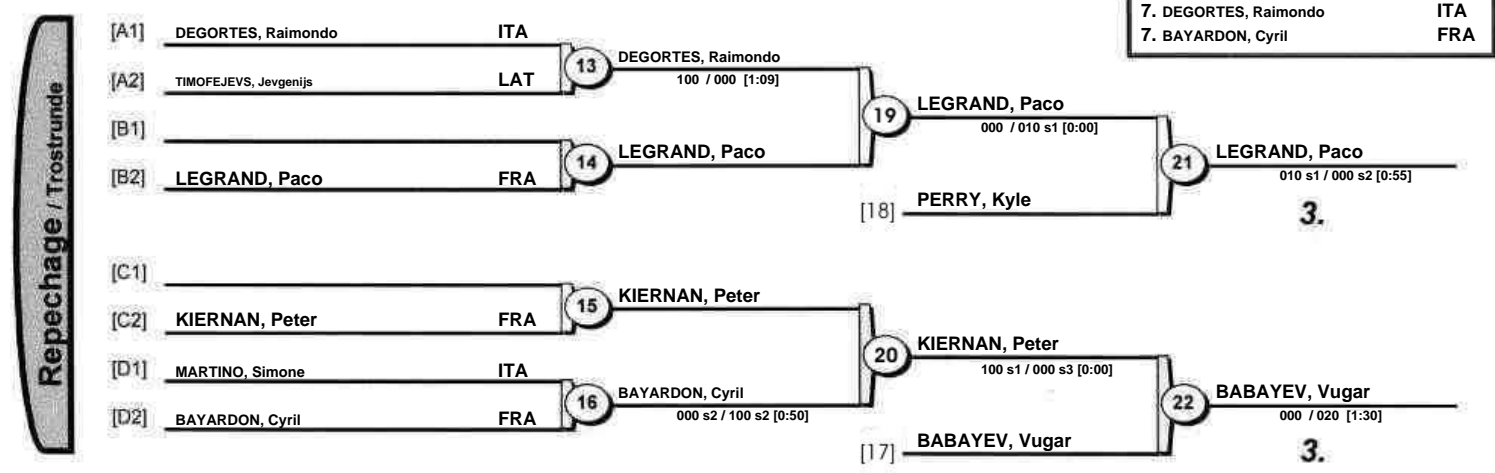 7. DEGORTES, Raimondo ITA
7. BAYARDON, Cyril FRA
Repechage / Trostrunde
[A1] DEGORTES, Raimondo ITA
13 DEGORTES, Raimondo
100 / 000 [1:09]
[A2] TIMOFEJEVS, Jevgenijs LAT
19 LEGRAND, Paco
000 / 010 s1 [0:00]
[B1]
14 LEGRAND, Paco
[B2] LEGRAND, Paco FRA
21 LEGRAND, Paco
010 s1 / 000 s2 [0:55]
[18] PERRY, Kyle
3.
[C1]
15 KIERNAN, Peter
[C2] KIERNAN, Peter FRA
20 KIERNAN, Peter
100 s1 / 000 s3 [0:00]
[D1] MARTINO, Simone ITA
16 BAYARDON, Cyril
000 s2 / 100 s2 [0:50]
[D2] BAYARDON, Cyril FRA
22 BABAYEV, Vugar
000 / 020 [1:30]
[17] BABAYEV, Vugar
3.